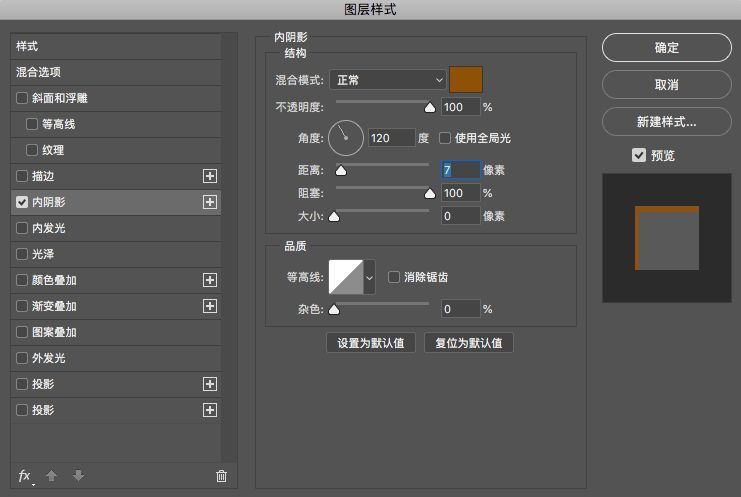 图层样式
样式
混合选项
斜面和浮雕
等高线
纹理
描边
内阴影
内发光
光泽
颜色叠加
渐变叠加
图案叠加
外发光
投影
投影
fx
内阴影
结构
混合模式: 正常
不透明度: 100 %
角度: 120 度 使用全局光
距离: 7 像素
阻塞: 100 %
大小: 0 像素
品质
等高线: 消除锯齿
杂色: 0 %
设置为默认值 复位为默认值
确定
取消
新建样式...
预览